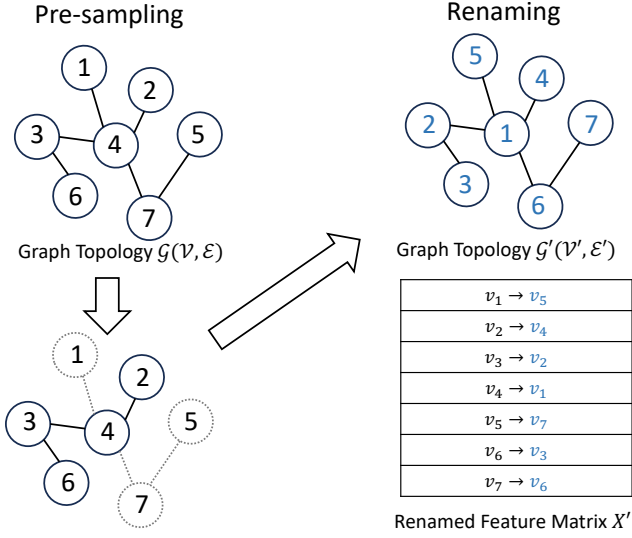 Pre-sampling
1
2
3
4
5
6
7
Graph Topology 𝒢(𝒱, ℰ)
1
2
3
4
5
6
7
Renaming
5
4
2
1
7
3
6
Graph Topology 𝒢′(𝒱′, ℰ′)
v₁ → v₅
v₂ → v₄
v₃ → v₂
v₄ → v₁
v₅ → v₇
v₆ → v₃
v₇ → v₆
Renamed Feature Matrix X′